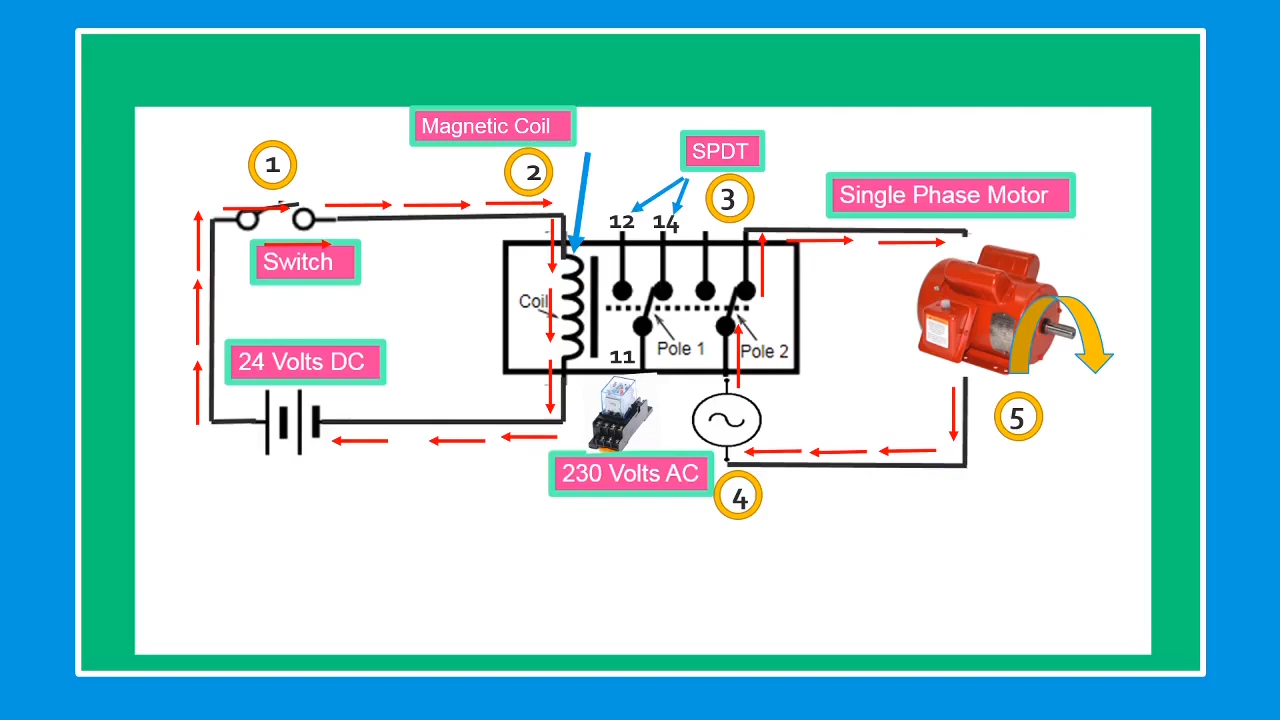 Magnetic Coil
1
2
SPDT
3
Single Phase Motor
12
14
Switch
Coil
Pole 1
Pole 2
11
24 Volts DC
5
230 Volts AC
4